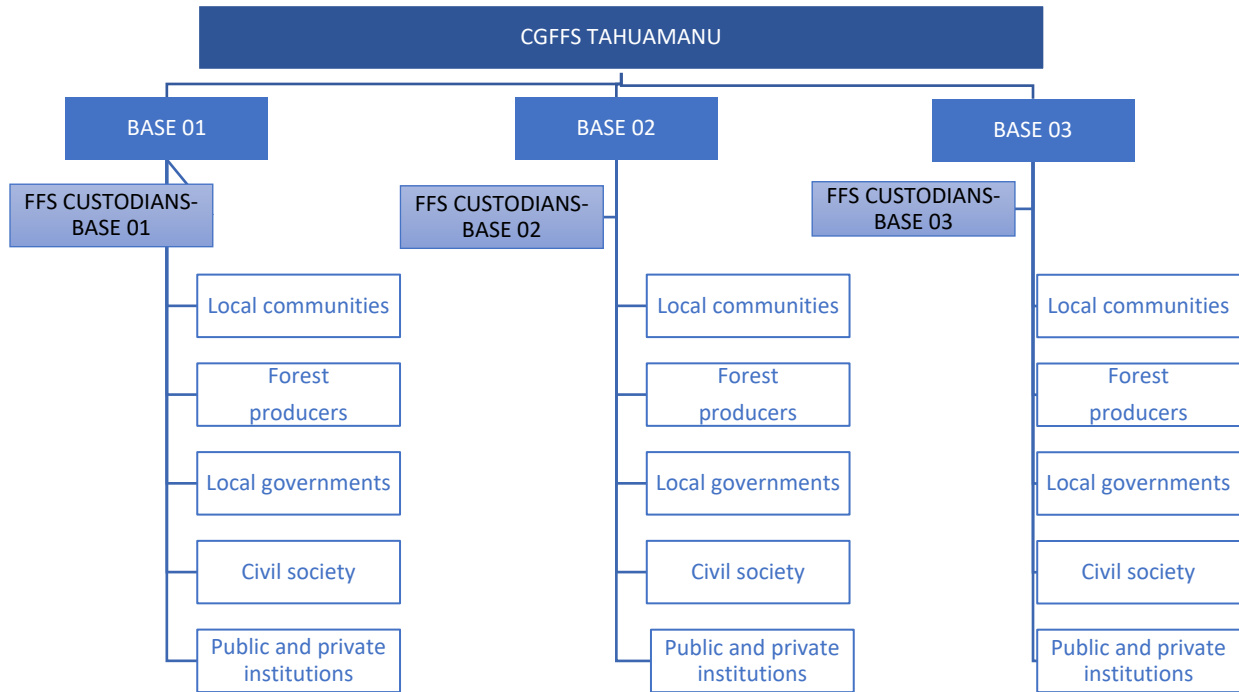 CGFFS TAHUAMANU
BASE 01
BASE 02
BASE 03
FFS CUSTODIANS-
BASE 01
FFS CUSTODIANS-
BASE 02
FFS CUSTODIANS-
BASE 03
Local communities
Local communities
Local communities
Forest
producers
Forest
producers
Forest
producers
Local governments
Local governments
Local governments
Civil society
Civil society
Civil society
Public and private
institutions
Public and private
institutions
Public and private
institutions